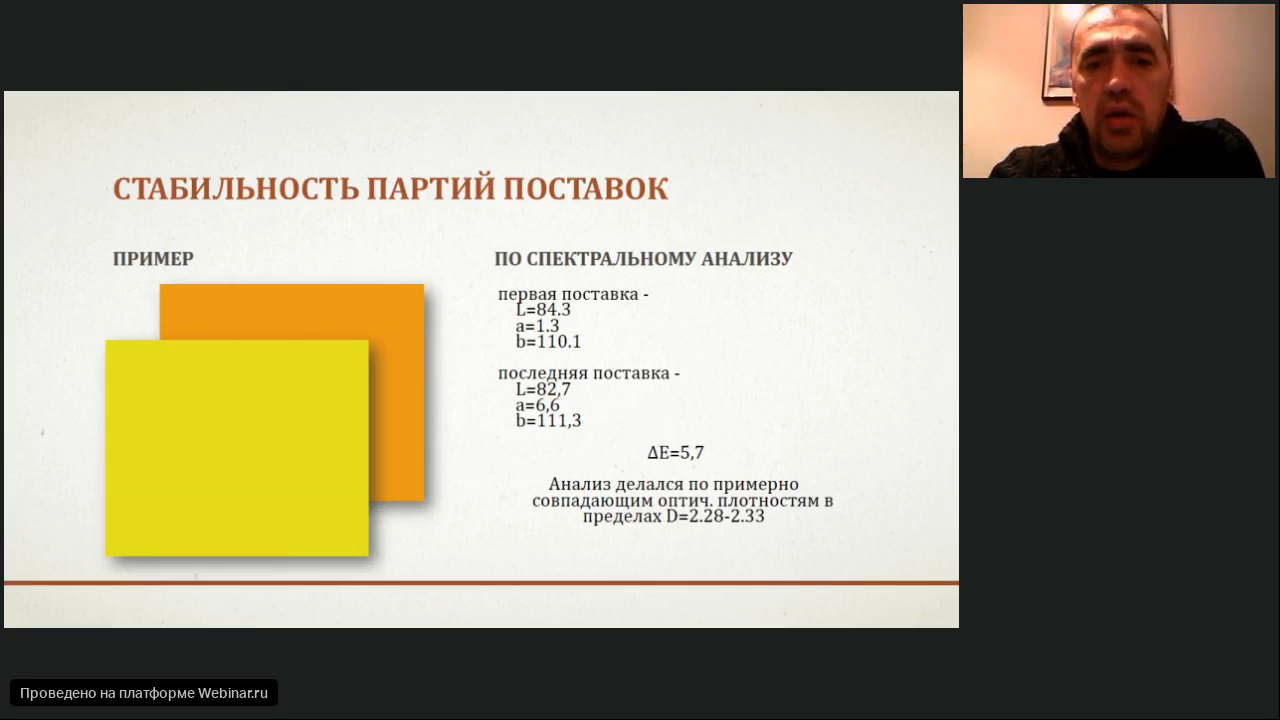 СТАБИЛЬНОСТЬ ПАРТИЙ ПОСТАВОК
ПРИМЕР
ПО СПЕКТРАЛЬНОМУ АНАЛИЗУ
первая поставка -
L=84.3
a=1.3
b=110.1
последняя поставка -
L=82,7
a=6,6
b=111,3
ΔE=5,7
Анализ делался по примерно
совпадающим оптич. плотностям в
пределах D=2.28-2.33
Проведено на платформе Webinar.ru